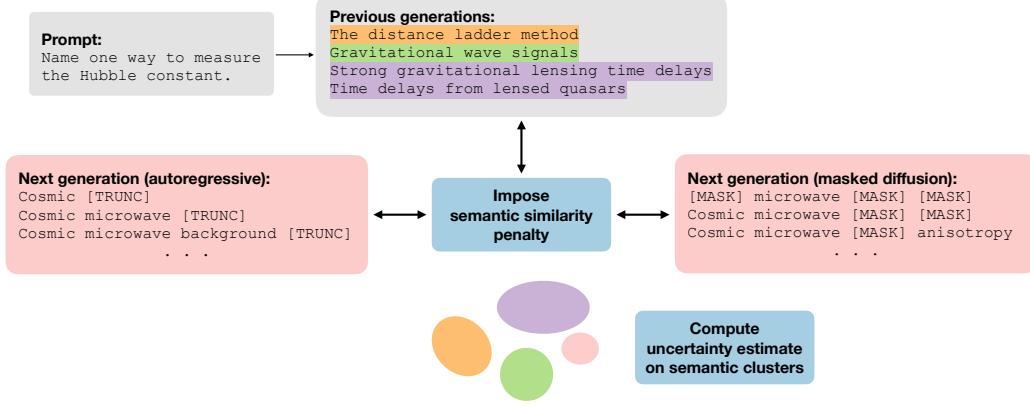 Prompt:
Name one way to measure
the Hubble constant.
Previous generations:
The distance ladder method
Gravitational wave signals
Strong gravitational lensing time delays
Time delays from lensed quasars
Next generation (autoregressive):
Cosmic [TRUNC]
Cosmic microwave [TRUNC]
Cosmic microwave background [TRUNC]
. . .
Impose
semantic similarity
penalty
Next generation (masked diffusion):
[MASK] microwave [MASK] [MASK]
Cosmic microwave [MASK] [MASK]
Cosmic microwave [MASK] anisotropy
. . .
Compute
uncertainty estimate
on semantic clusters